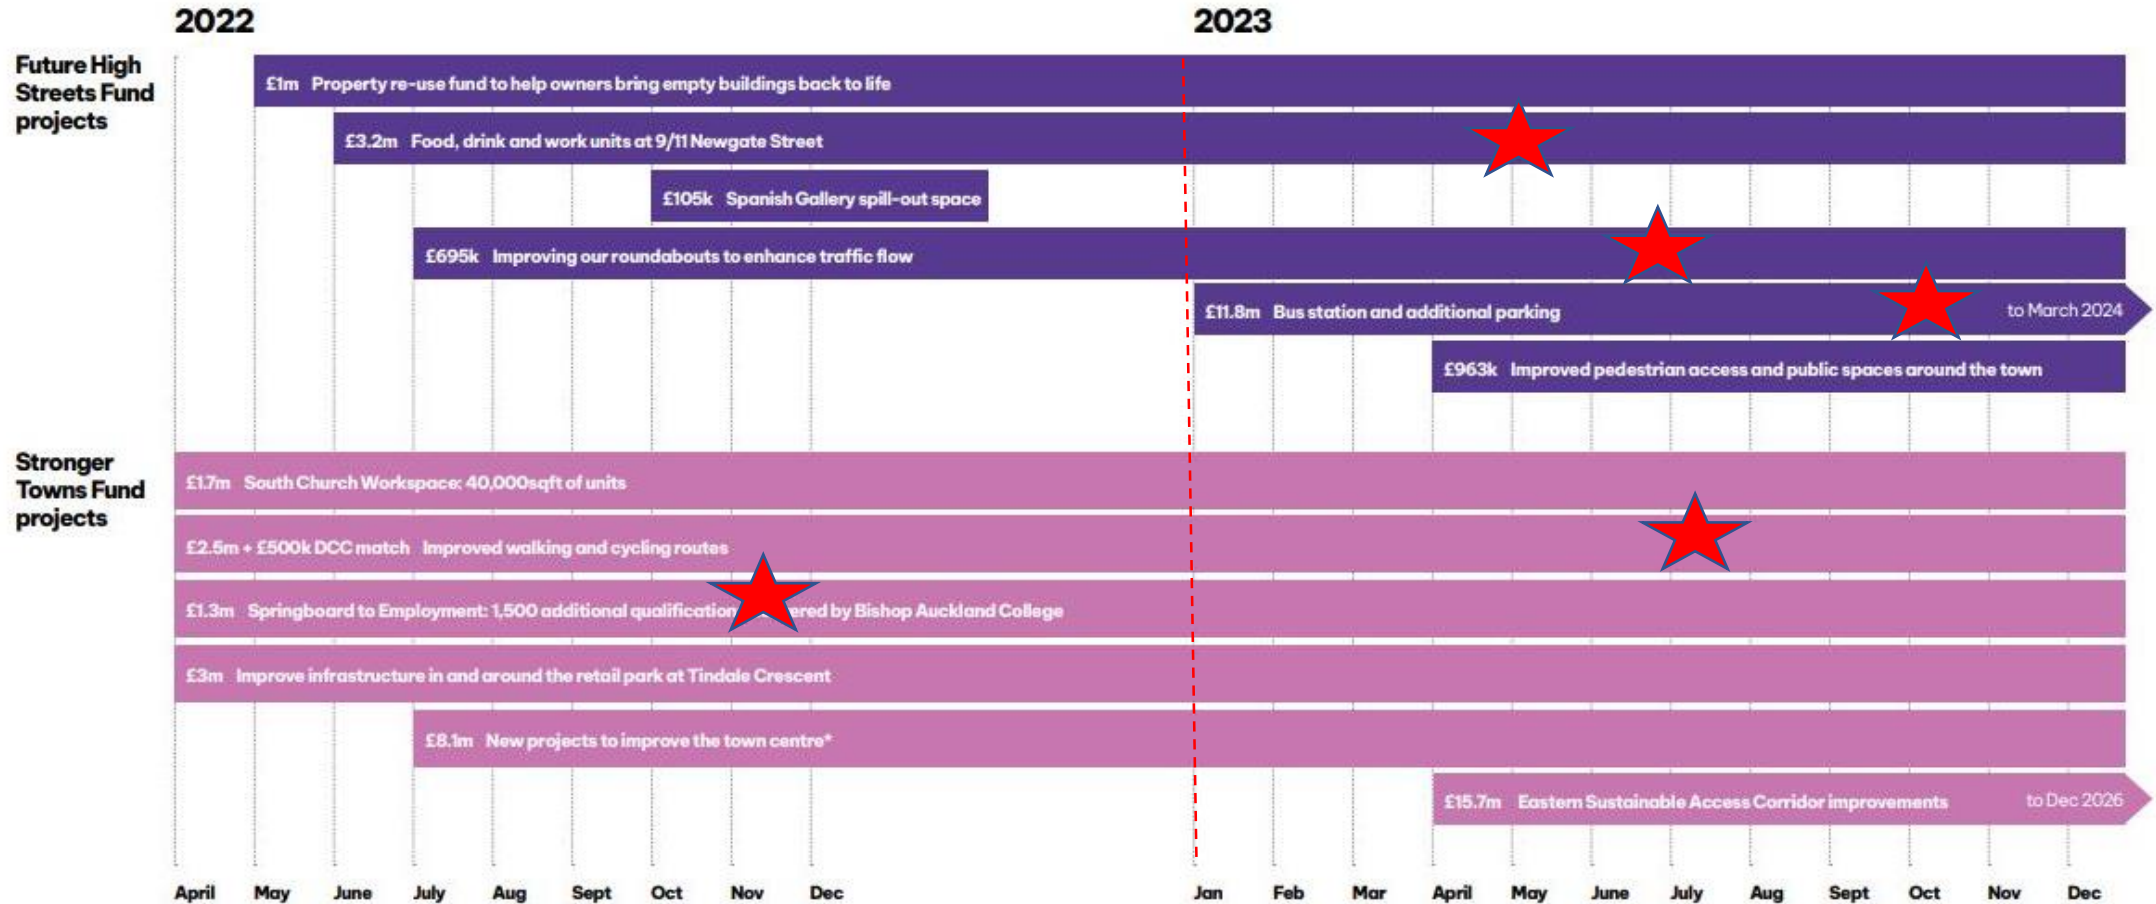 2022
2023
Future High
Streets Fund
projects
£1m Property re-use fund to help owners bring empty buildings back to life
£3.2m Food, drink and work units at 9/11 Newgate Street
£105k Spanish Gallery spill-out space
£695k Improving our roundabouts to enhance traffic flow
£11.8m Bus station and additional parking to March 2024
£963k Improved pedestrian access and public spaces around the town
Stronger
Towns Fund
projects
£1.7m South Church Workspace: 40,000sqft of units
£2.5m + £500k DCC match Improved walking and cycling routes
£1.3m Springboard to Employment: 1,500 additional by Bishop Auckland College
£3m Improve infrastructure in and around the retail park at Tindale Crescent
£8.1m New projects to improve the town centre*
£15.7m Eastern Sustainable Access Corridor improvements to Dec 2026
April May June July Aug Sept Oct Nov Dec Jan Feb Mar April May June July Aug Sept Oct Nov Dec